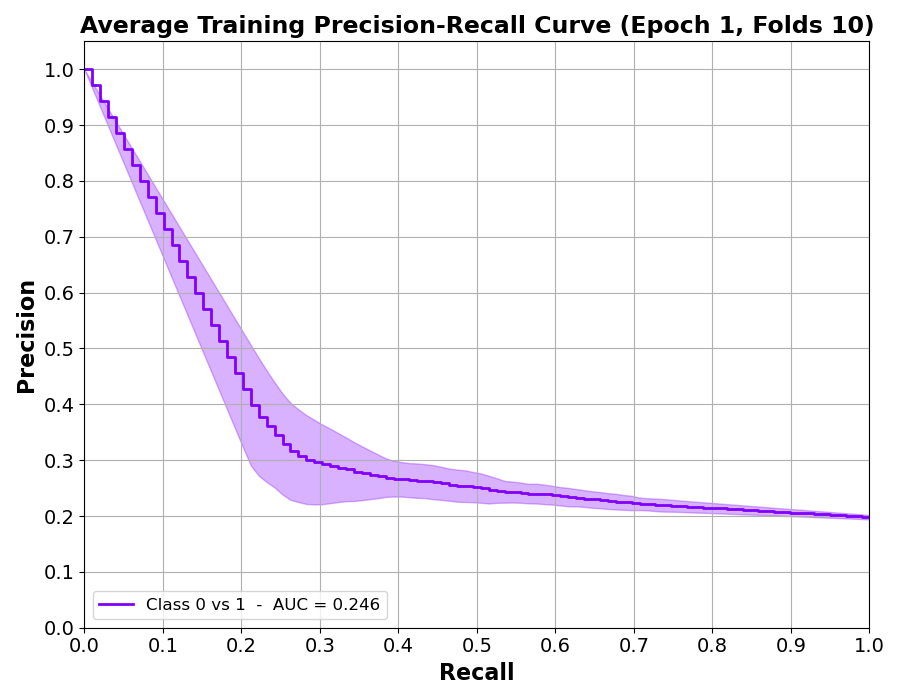 Average Training Precision-Recall Curve (Epoch 1, Folds 10)
1.0
0.9
0.8
0.7
0.6
0.5
0.4
0.3
0.2
0.1
0.0
Precision
Class 0 vs 1 - AUC = 0.246
0.0 0.1 0.2 0.3 0.4 0.5 0.6 0.7 0.8 0.9 1.0
Recall